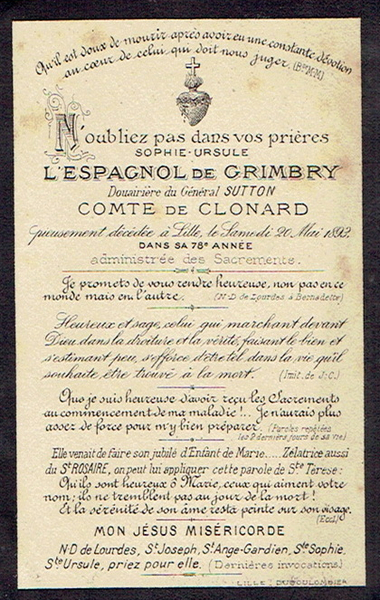 Qu'il est doux de mourir après avoir eu une constante dévotion
au cœur de celui qui doit nous juger. (Bse M.M)
N'oubliez pas dans vos prières
SOPHIE-URSULE
L'ESPAGNOL DE GRIMBRY
Douairière du Général SUTTON
COMTE DE CLONARD
pieusement décédée à Lille, le Samedi 20 Mai 1893
DANS SA 78e ANNÉE
administrée des Sacrements.
Je promets de vous rendre heureuse, non pas en ce
monde mais en l'autre. (N-D de Lourdes à Bernadette)
Heureux et sage, celui qui marchant devant
Dieu, dans la droiture et la vérité, faisant le bien et
s'estimant peu, s'efforce d'être tel, dans la vie qu'il
souhaite être trouvé à la mort. (Imit. de J-C.)
Que je suis heureuse d'avoir reçu les Sacrements
au commencement de ma maladie!.. Je n'aurais plus
assez de force pour m'y bien préparer. (Paroles répétées
les 2 derniers jours de sa vie)
Elle venait de faire son jubilé d'Enfant de Marie.... Zélatrice aussi
du St ROSAIRE, on peut lui appliquer cette parole de Ste Térese:
Qu'ils sont heureux ô Marie, ceux qui aiment votre
nom; ils ne tremblent pas au jour de la mort!
Et la sérénité de son âme resta peinte sur son visage.
(Eccl.)
MON JÉSUS MISÉRICORDE
N-D de Lourdes, St Joseph, St Ange-Gardien, Ste Sophie,
Ste Ursule, priez pour elle. (Dernières invocations)
LILLE. DUBOULONBIER